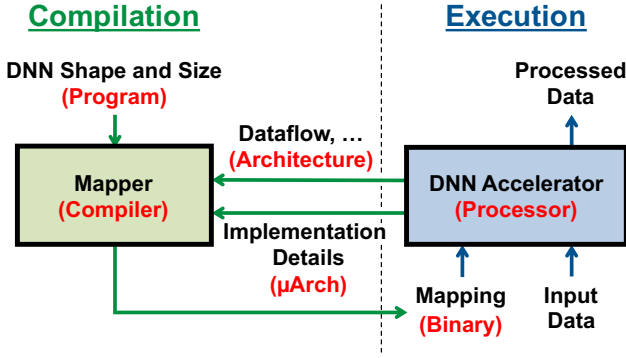 Compilation
Execution
DNN Shape and Size
(Program)
Processed
Data
Dataflow, ...
(Architecture)
Mapper
(Compiler)
DNN Accelerator
(Processor)
Implementation
Details
(μArch)
Mapping
(Binary)
Input
Data